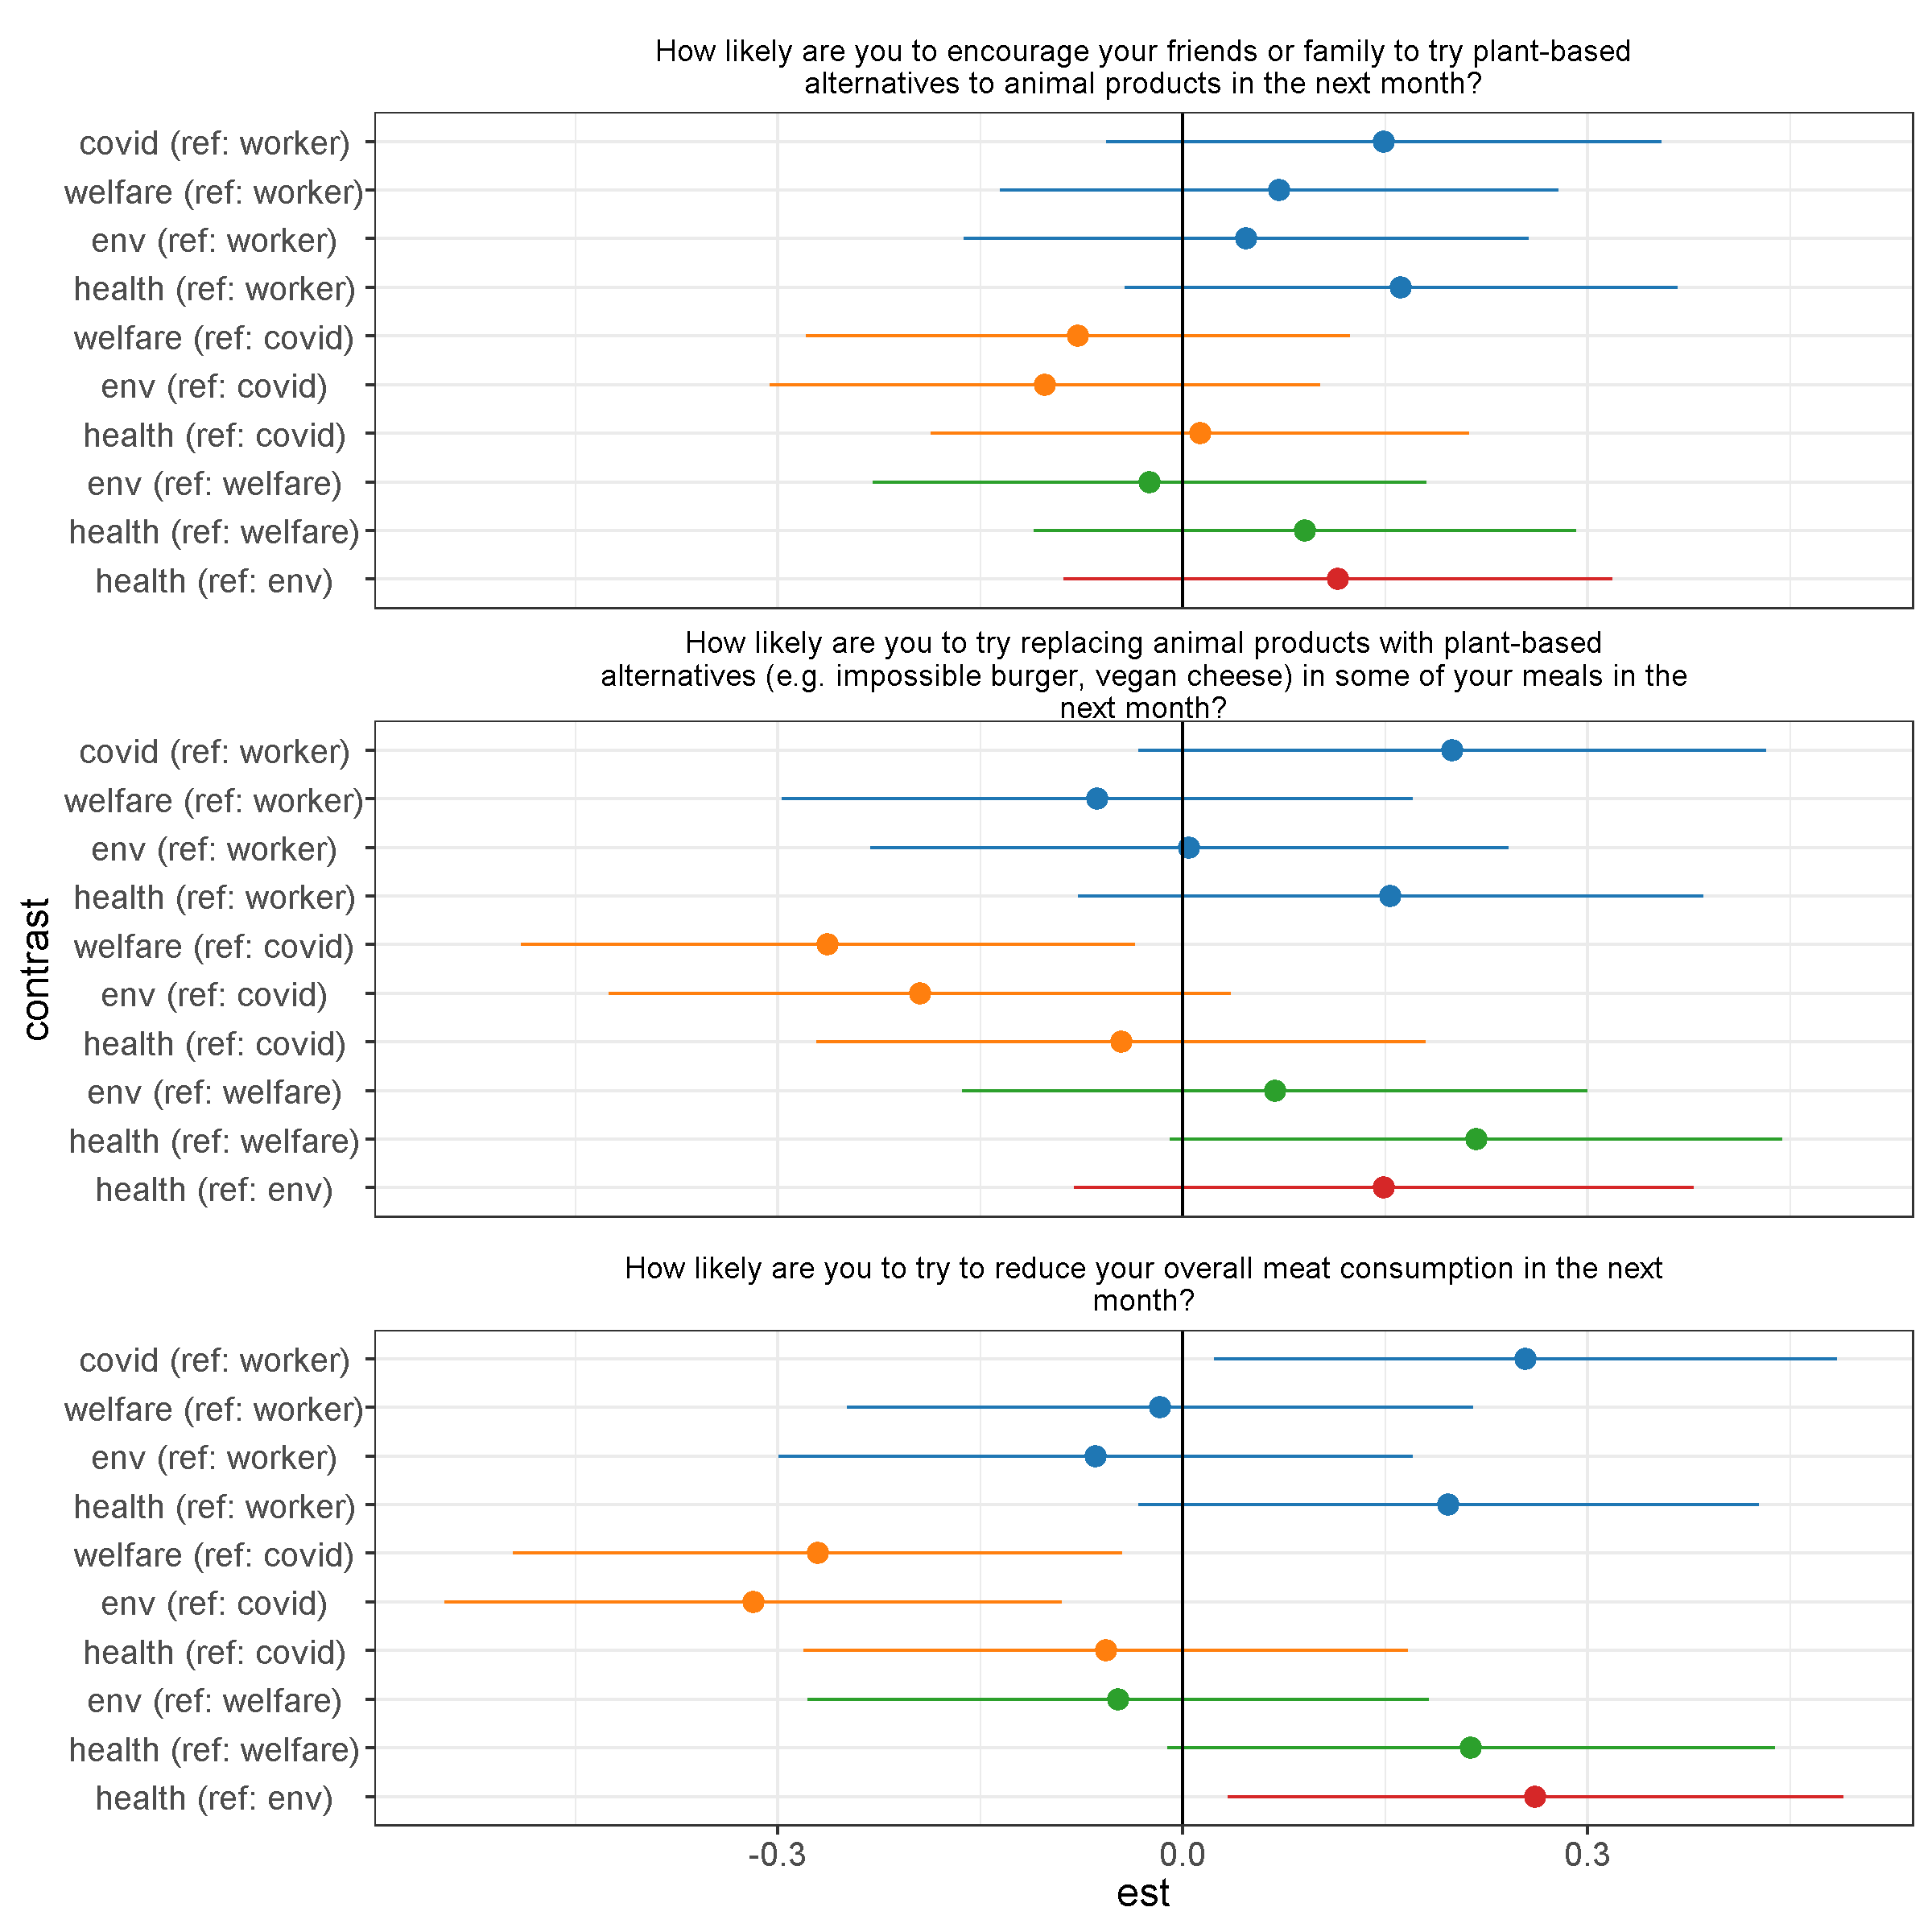 How likely are you to encourage your friends or family to try plant-based
alternatives to animal products in the next month?
covid (ref: worker)
welfare (ref: worker)
env (ref: worker)
health (ref: worker)
welfare (ref: covid)
env (ref: covid)
health (ref: covid)
env (ref: welfare)
health (ref: welfare)
health (ref: env)
How likely are you to try replacing animal products with plant-based
alternatives (e.g. impossible burger, vegan cheese) in some of your meals in the
next month?
covid (ref: worker)
welfare (ref: worker)
env (ref: worker)
health (ref: worker)
welfare (ref: covid)
env (ref: covid)
health (ref: covid)
env (ref: welfare)
health (ref: welfare)
health (ref: env)
contrast
How likely are you to try to reduce your overall meat consumption in the next
month?
covid (ref: worker)
welfare (ref: worker)
env (ref: worker)
health (ref: worker)
welfare (ref: covid)
env (ref: covid)
health (ref: covid)
env (ref: welfare)
health (ref: welfare)
health (ref: env)
-0.3 0.0 0.3
est